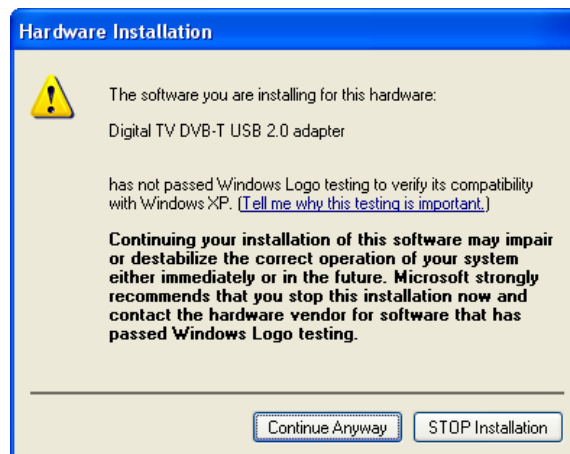 Hardware Installation
The software you are installing for this hardware:
Digital TV DVB-T USB 2.0 adapter
has not passed Windows Logo testing to verify its compatibility
with Windows XP. (Tell me why this testing is important.)
Continuing your installation of this software may impair
or destabilize the correct operation of your system
either immediately or in the future. Microsoft strongly
recommends that you stop this installation now and
contact the hardware vendor for software that has
passed Windows Logo testing.
Continue Anyway
STOP Installation